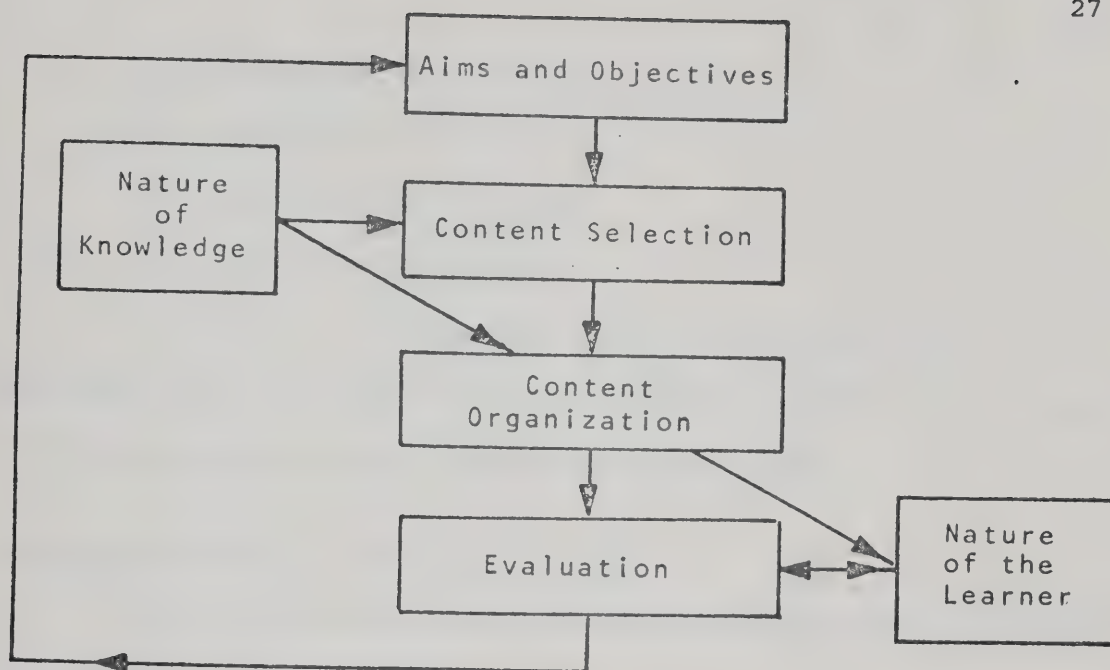 27
Aims and Objectives
Nature
of
Knowledge
Content Selection
Content
Organization
Evaluation
Nature
of the
Learner